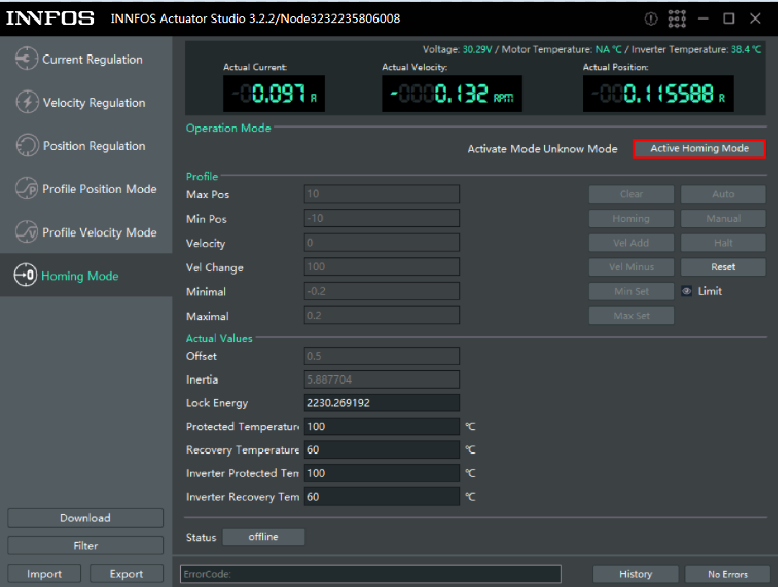 INNFOS INNFOS Actuator Studio 3.2.2/Node3232235806008
Current Regulation
Velocity Regulation
Position Regulation
Profile Position Mode
Profile Velocity Mode
Homing Mode
Download
Filter
Import Export
Voltage: 30.29V / Motor Temperature: NA ℃ / Inverter Temperature: 38.4 ℃
Actual Current: Actual Velocity: Actual Position:
-00.097 A -0000.132 RPM -000.115588 R
Operation Mode
Activate Mode Unknow Mode Active Homing Mode
Profile
Max Pos 10 Clear Auto
Min Pos -10 Homing Manual
Velocity 0 Vel Add Halt
Vel Change 100 Vel Minus Reset
Minimal -0.2 Min Set Limit
Maximal 0.2 Max Set
Actual Values
Offset 0.5
Inertia 5.887704
Lock Energy 2230.269192
Protected Temperatur 100 ℃
Recovery Temperature 60 ℃
Inverter Protected Tem 100 ℃
Inverter Recovery Tem 60 ℃
Status offline
ErrorCode: History No Errors